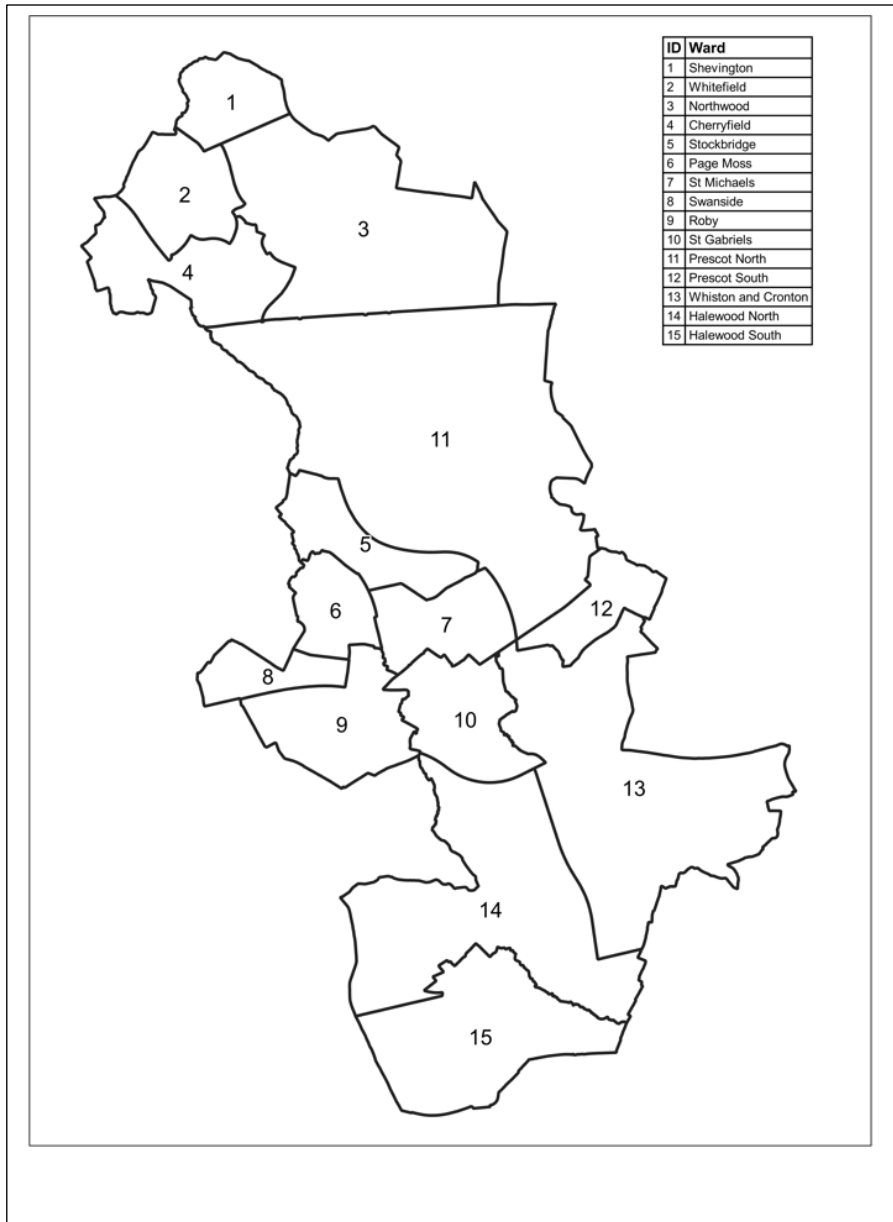 ID Ward
1 Shevington
2 Whitefield
3 Northwood
4 Cherryfield
5 Stockbridge
6 Page Moss
7 St Michaels
8 Swanside
9 Roby
10 St Gabriels
11 Prescot North
12 Prescot South
13 Whiston and Cronton
14 Halewood North
15 Halewood South
1
2
3
4
11
5
6
7
12
8
9
10
13
14
15